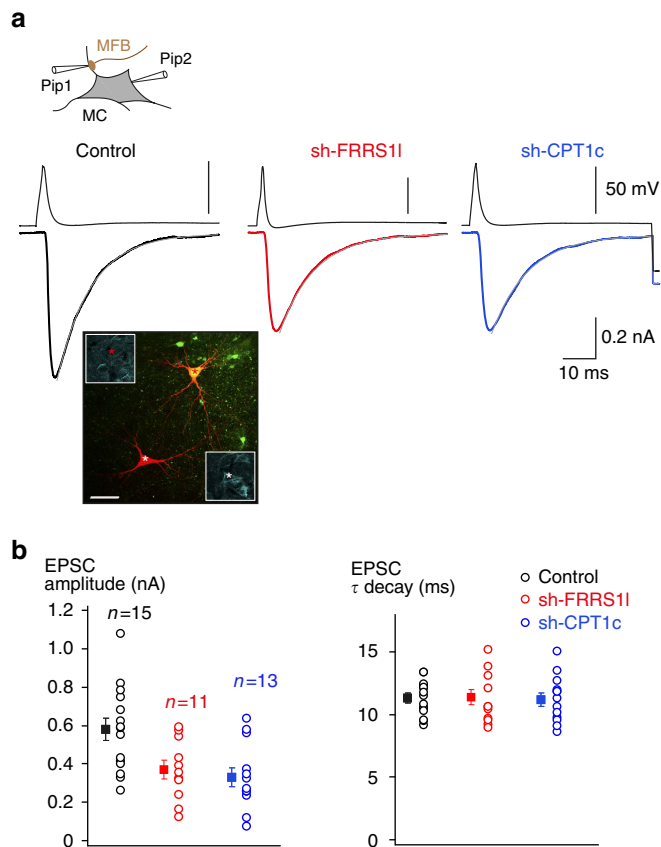 a
MFB
Pip2
Pip1
MC
Control
sh-FRRS1l
sh-CPT1c
50 mV
0.2 nA
10 ms
*
*
*
*
b
EPSC
amplitude (nA)
1.2
1.0
0.8
0.6
0.4
0.2
0
n=15
n=11
n=13
EPSC
τ decay (ms)
15
10
5
0
Control
sh-FRRS1l
sh-CPT1c